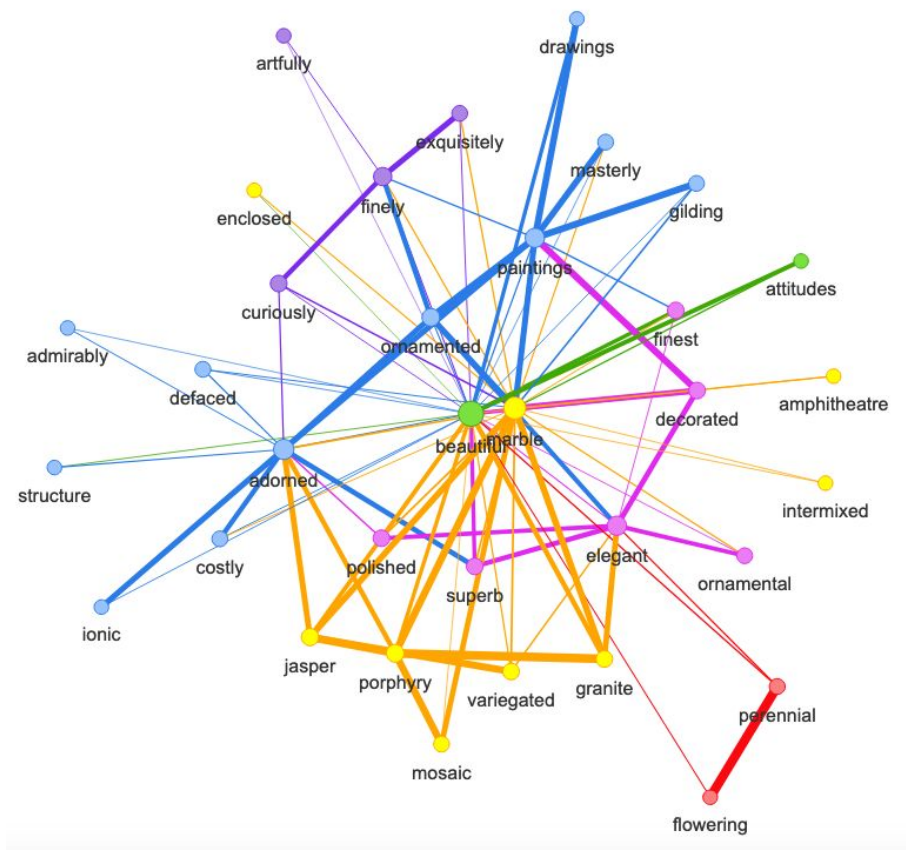 drawings
artfully
exquisitely
masterly
finely
gilding
enclosed
paintings
attitudes
curiously
finest
ornamented
admirably
defaced
amphitheatre
decorated
beautiful
marble
adorned
structure
intermixed
elegant
costly
polished
ornamental
superb
ionic
jasper
porphyry
granite
variegated
perennial
mosaic
flowering